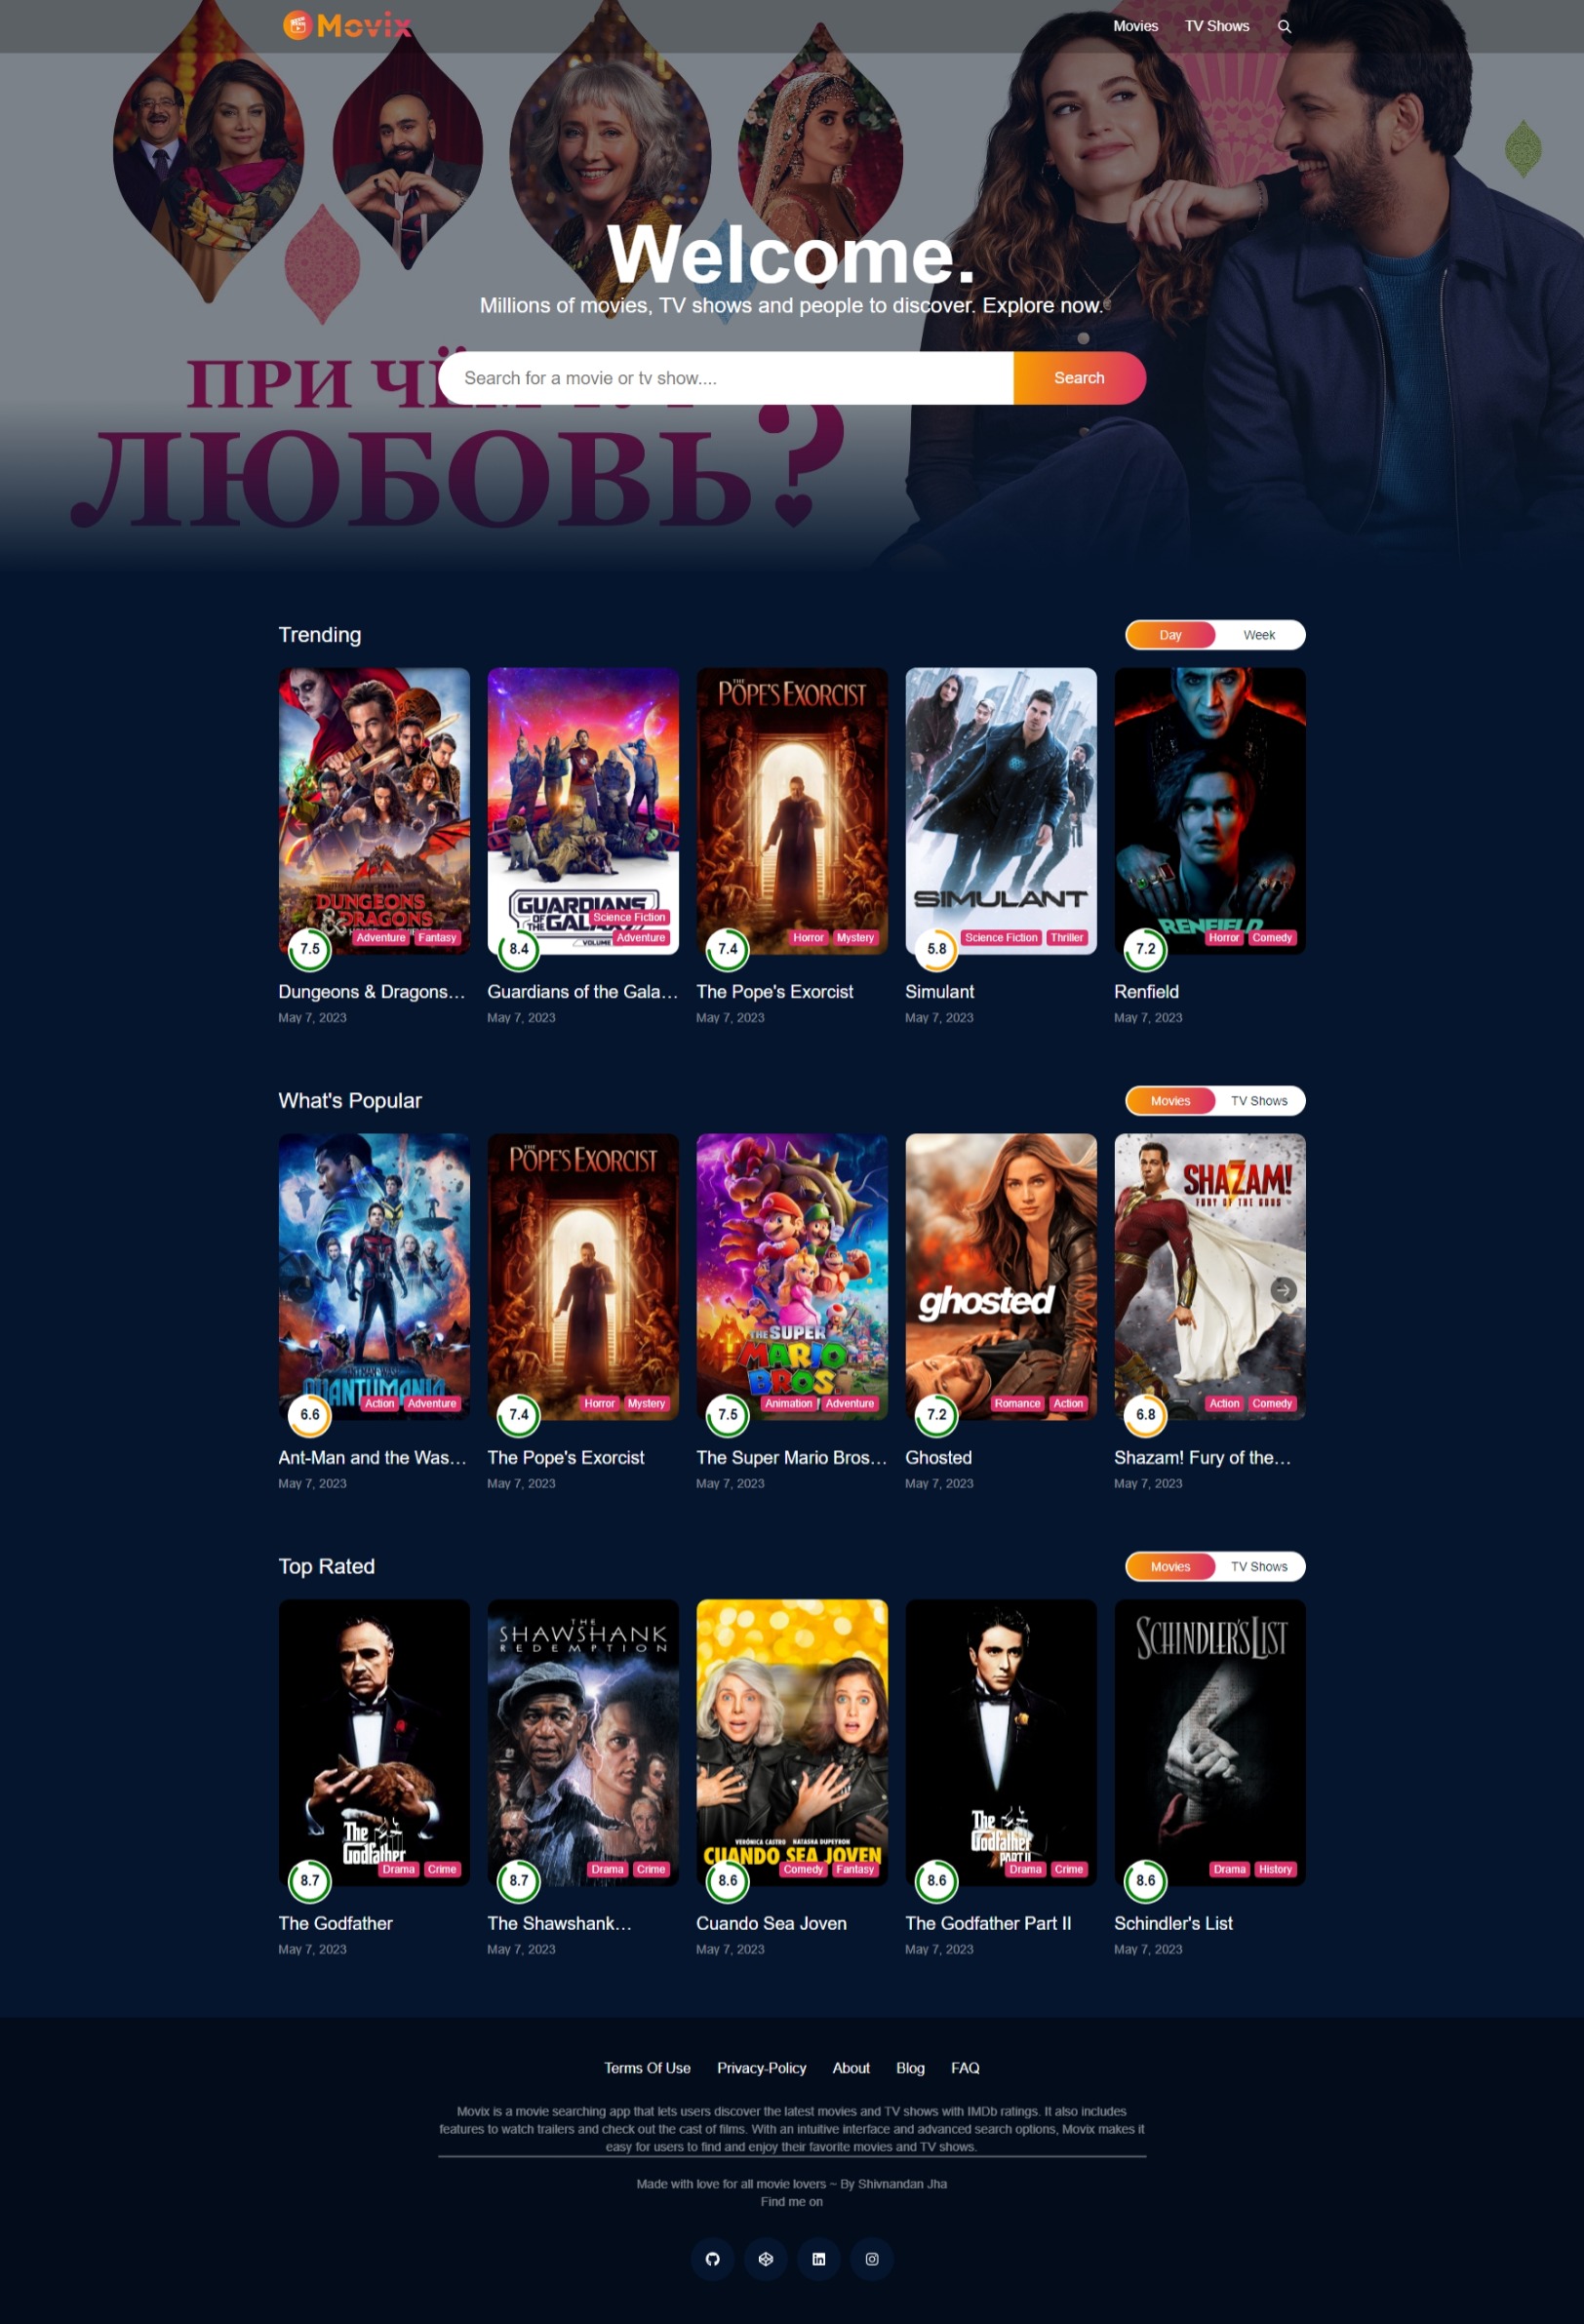 Movix
Movies TV Shows
Welcome.
Millions of movies, TV shows and people to discover. Explore now.
ПРИ ЧЁМ
Search for a movie or tv show....
Search
ЛЮБОВЬ?
Trending
Day Week
DUNGEONS & DRAGONS
Adventure Fantasy
7.5
Dungeons & Dragons...
May 7, 2023
GUARDIANS OF THE
VOLUME
Science Fiction
Adventure
8.4
Guardians of the Gala...
May 7, 2023
THE POPE'S EXORCIST
Horror Mystery
7.4
The Pope's Exorcist
May 7, 2023
SIMULANT
Science Fiction Thriller
5.8
Simulant
May 7, 2023
RENFIELD
Horror Comedy
7.2
Renfield
May 7, 2023
What's Popular
Movies TV Shows
QUANTUMANIA
Action Adventure
6.6
Ant-Man and the Was...
May 7, 2023
THE POPE'S EXORCIST
Horror Mystery
7.4
The Pope's Exorcist
May 7, 2023
THE SUPER
MARIO
BROS.
Animation Adventure
7.5
The Super Mario Bros...
May 7, 2023
ghosted
Romance Action
7.2
Ghosted
May 7, 2023
SHAZAM!
FURY OF THE GODS
Action Comedy
6.8
Shazam! Fury of the...
May 7, 2023
Top Rated
Movies TV Shows
The
Godfather
Drama Crime
8.7
The Godfather
May 7, 2023
THE
SHAWSHANK
REDEMPTION
Drama Crime
8.7
The Shawshank...
May 7, 2023
VERÓNICA CASTRO NATASHA DUPEYRÓN
CUANDO SEA JOVEN
Comedy Fantasy
8.6
Cuando Sea Joven
May 7, 2023
The
Godfather
PART II
Drama Crime
8.6
The Godfather Part II
May 7, 2023
SCHINDLER'S LIST
Drama History
8.6
Schindler's List
May 7, 2023
Terms Of Use Privacy-Policy About Blog FAQ
Movix is a movie searching app that lets users discover the latest movies and TV shows with IMDb ratings. It also includes
features to watch trailers and check out the cast of films. With an intuitive interface and advanced search options, Movix makes it
easy for users to find and enjoy their favorite movies and TV shows.
Made with love for all movie lovers ~ By Shivnandan Jha
Find me on